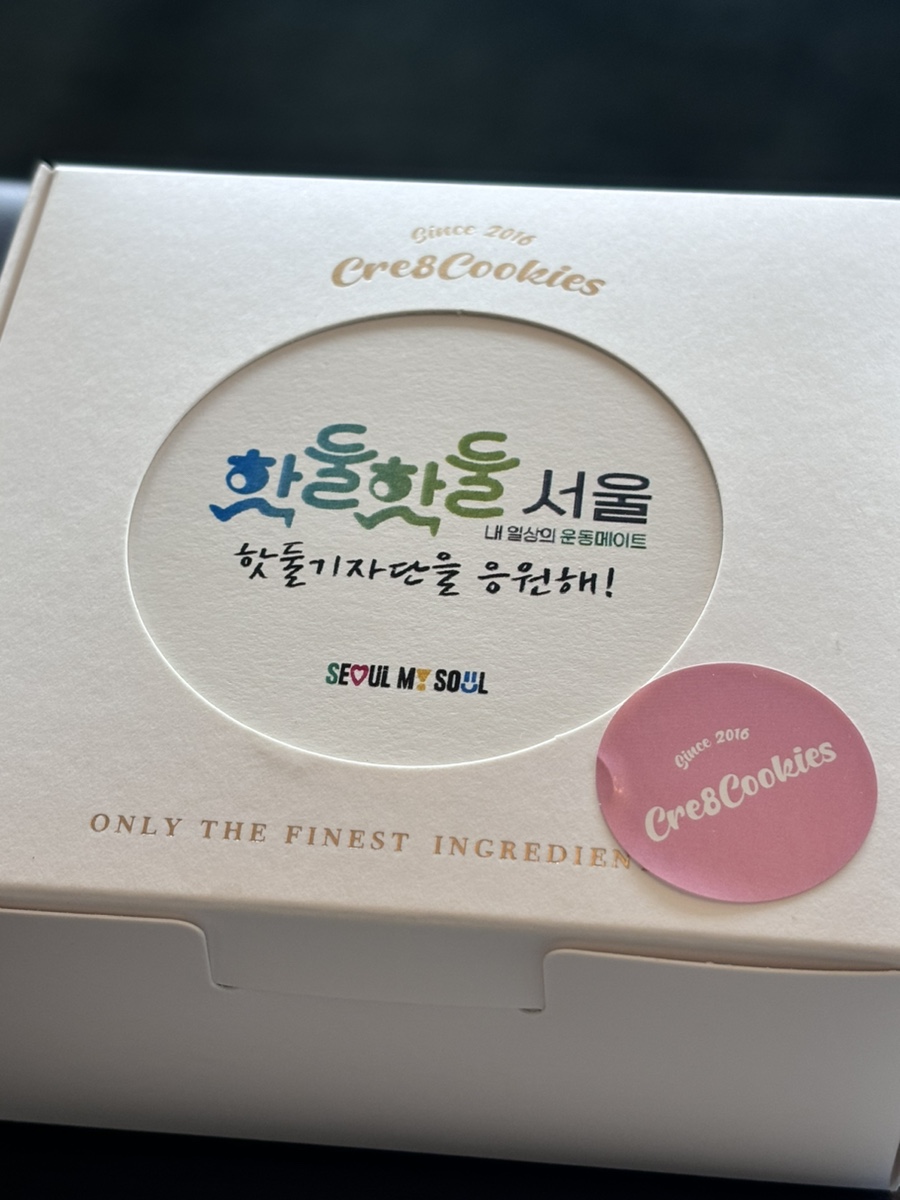 Since 2016
Cre8Cookies
핫둘핫둘 서울
내 일상의 운동메이트
핫둘기자단을 응원해!
SEOUL MY SOUL
ONLY THE FINEST INGREDIEN
Since 2016
Cre8Cookies